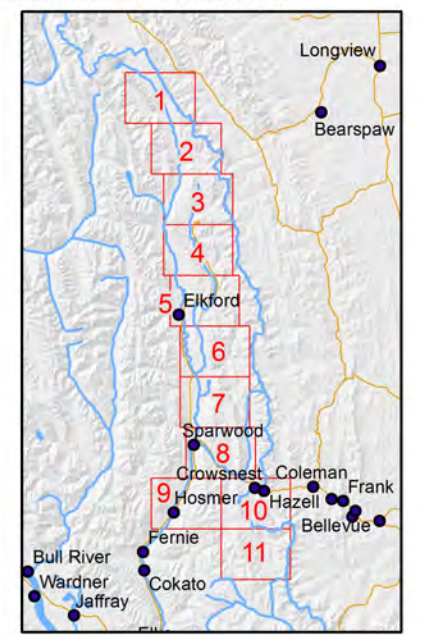 Longview
1
Bearspaw
2
3
4
5 Elkford
6
7
Sparwood
8
Crowsnest Coleman
9 Hosmer 10 Hazell Frank
Bellevue
Fernie
11
Bull River
Wardner Cokato
Jaffray